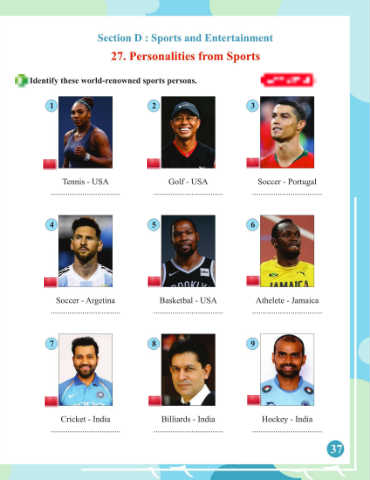 Section D : Sports and Entertainment
27. Personalities from Sports
Identify these world-renowned sports persons.
1 2 3
Tennis - USA Golf - USA Soccer - Portugal
4 5 6
JAMAICA
Soccer - Argetina Basketbal - USA Athelete - Jamaica
7 8 9
Cricket - India Billiards - India Hockey - India
37